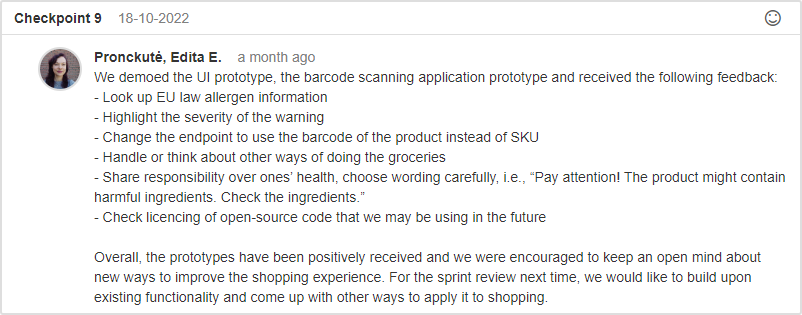 Checkpoint 9 18-10-2022
Pronckutė, Edita E. a month ago
We demoed the UI prototype, the barcode scanning application prototype and received the following feedback:
- Look up EU law allergen information
- Highlight the severity of the warning
- Change the endpoint to use the barcode of the product instead of SKU
- Handle or think about other ways of doing the groceries
- Share responsibility over ones’ health, choose wording carefully, i.e., “Pay attention! The product might contain
harmful ingredients. Check the ingredients.”
- Check licencing of open-source code that we may be using in the future
Overall, the prototypes have been positively received and we were encouraged to keep an open mind about
new ways to improve the shopping experience. For the sprint review next time, we would like to build upon
existing functionality and come up with other ways to apply it to shopping.